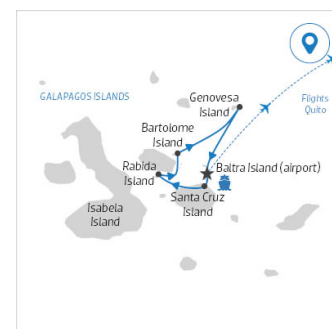 GALAPAGOS ISLANDS
Genovesa
Island
Flights
Quito
Bartolome
Island
Rabida
Island
Baltra Island (airport)
Santa Cruz
Island
Isabela
Island